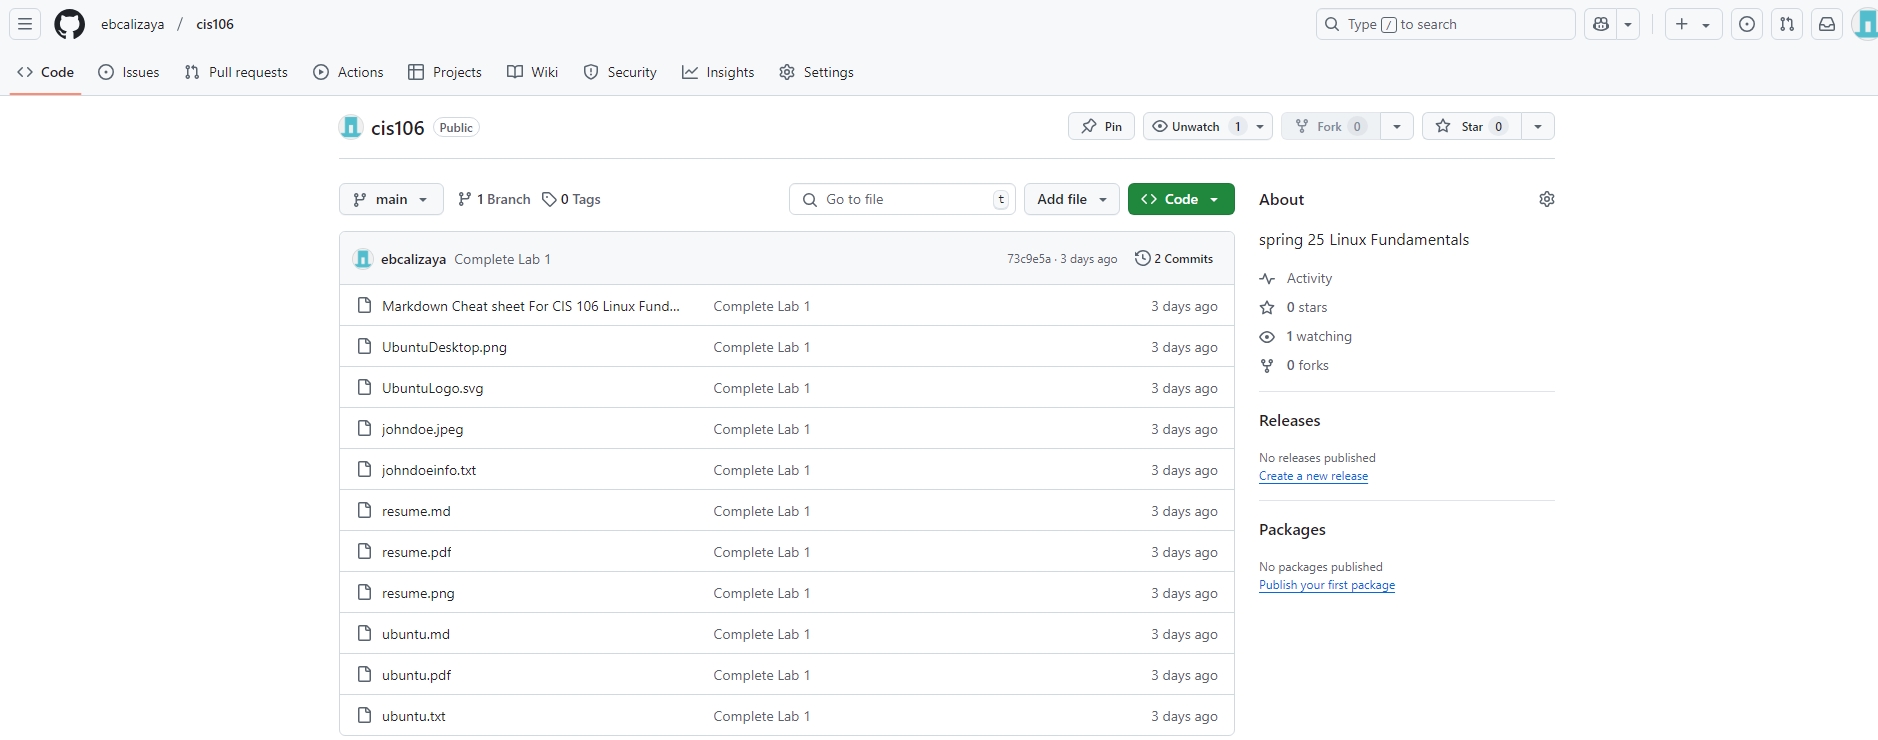 ebcalizaya / cis106
Type / to search
Code Issues Pull requests Actions Projects Wiki Security Insights Settings
cis106 Public
Pin Unwatch 1 Fork 0 Star 0
main 1 Branch 0 Tags Go to file t Add file Code
ebcalizaya Complete Lab 1 73c9e5a · 3 days ago 2 Commits
Markdown Cheat sheet For CIS 106 Linux Fund... Complete Lab 1 3 days ago
UbuntuDesktop.png Complete Lab 1 3 days ago
UbuntuLogo.svg Complete Lab 1 3 days ago
johndoe.jpeg Complete Lab 1 3 days ago
johndoeinfo.txt Complete Lab 1 3 days ago
resume.md Complete Lab 1 3 days ago
resume.pdf Complete Lab 1 3 days ago
resume.png Complete Lab 1 3 days ago
ubuntu.md Complete Lab 1 3 days ago
ubuntu.pdf Complete Lab 1 3 days ago
ubuntu.txt Complete Lab 1 3 days ago
About
spring 25 Linux Fundamentals
Activity
0 stars
1 watching
0 forks
Releases
No releases published
Create a new release
Packages
No packages published
Publish your first package